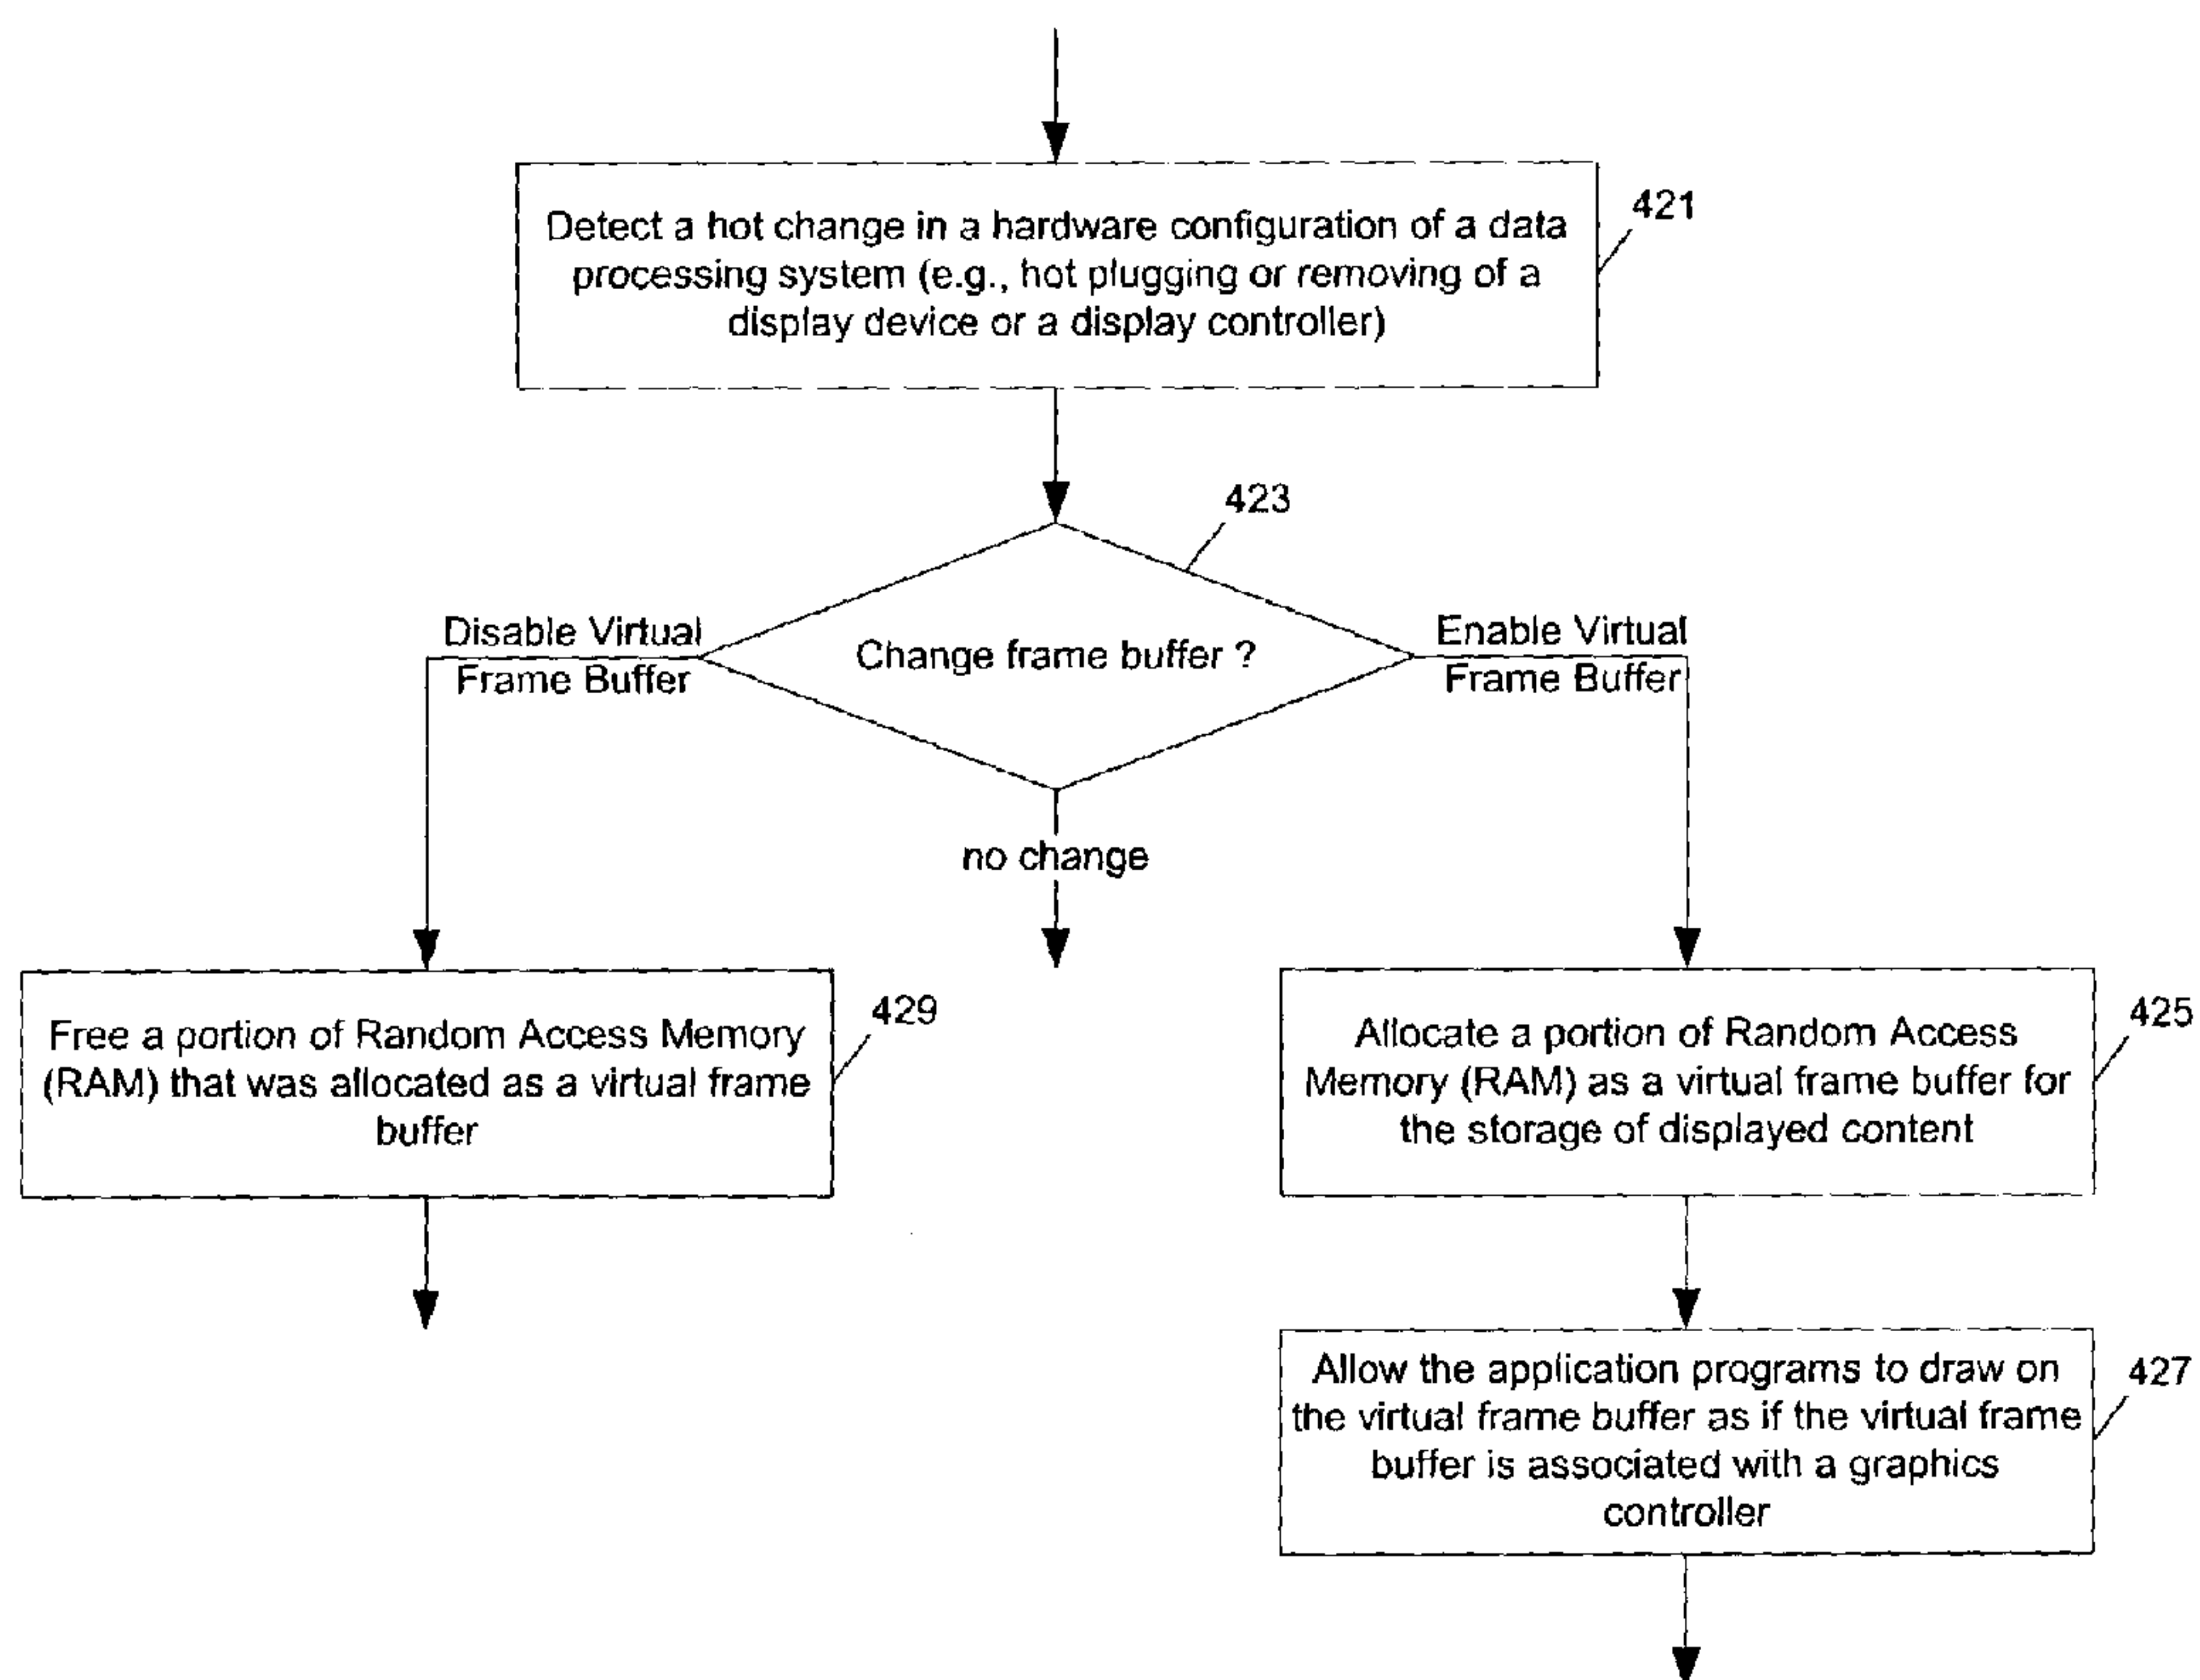 Detect a hot change in a hardware configuration of a data
processing system (e.g., hot plugging or removing of a
display device or a display controller)
421
423
Change frame buffer ?
Disable Virtual
Frame Buffer
Enable Virtual
Frame Buffer
no change
Free a portion of Random Access Memory
(RAM) that was allocated as a virtual frame
buffer
429
Allocate a portion of Random Access
Memory (RAM) as a virtual frame buffer for
the storage of displayed content
425
Allow the application programs to draw on
the virtual frame buffer as if the virtual frame
buffer is associated with a graphics
controller
427